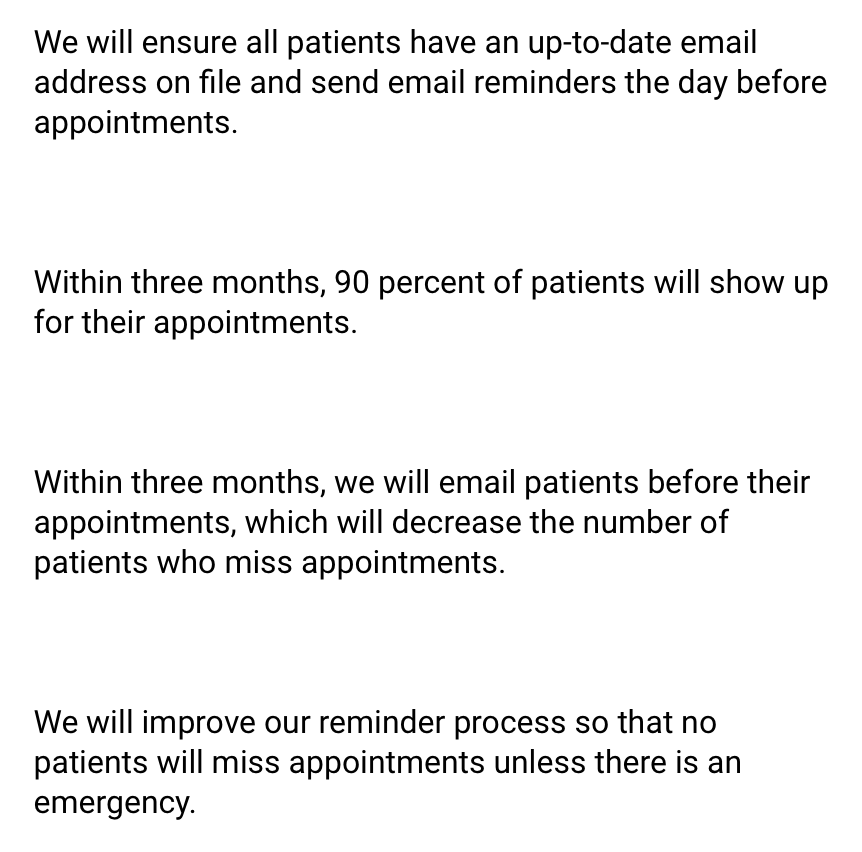 We will ensure all patients have an up-to-date email
address on file and send email reminders the day before
appointments.
Within three months, 90 percent of patients will show up
for their appointments.
Within three months, we will email patients before their
appointments, which will decrease the number of
patients who miss appointments.
We will improve our reminder process so that no
patients will miss appointments unless there is an
emergency.